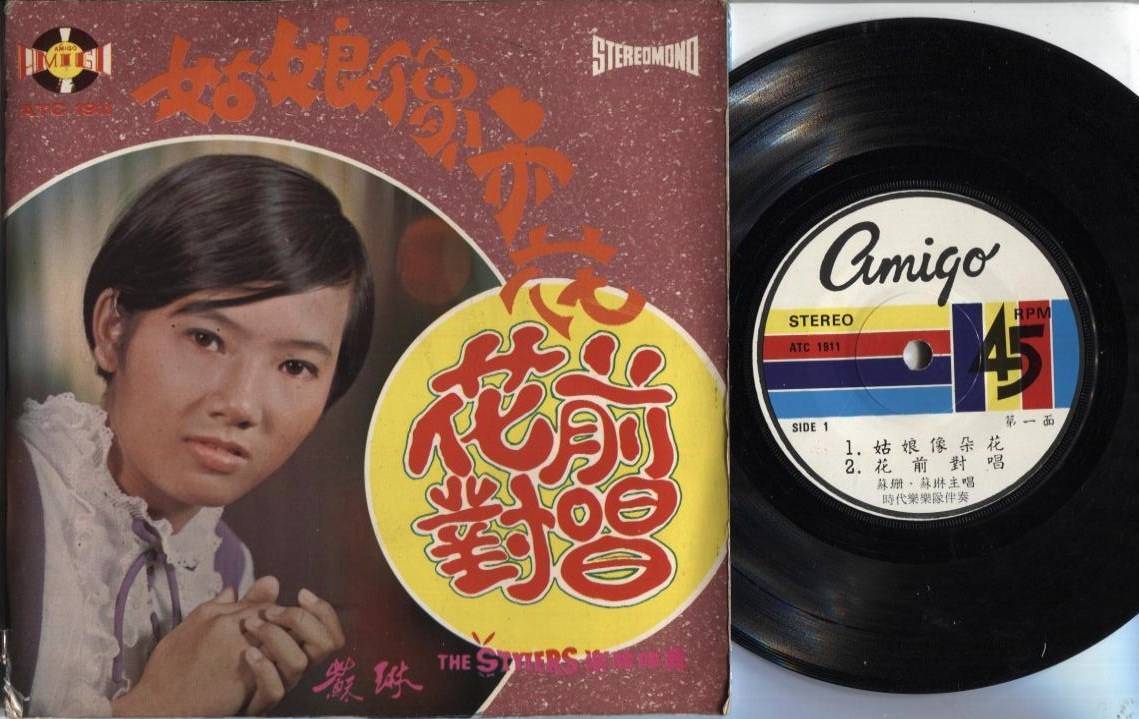 AMIGO
AMIGO
ATC 1911
姑娘像朵花
STEREOMONO
花前
對唱
蘇琳
THE STYLERS
Amigo
STEREO
45 RPM
ATC 1911
SIDE 1
第一面
1. 姑娘像朵花
2. 花前對唱
蘇珊·蘇琳主唱
時代樂樂隊伴奏